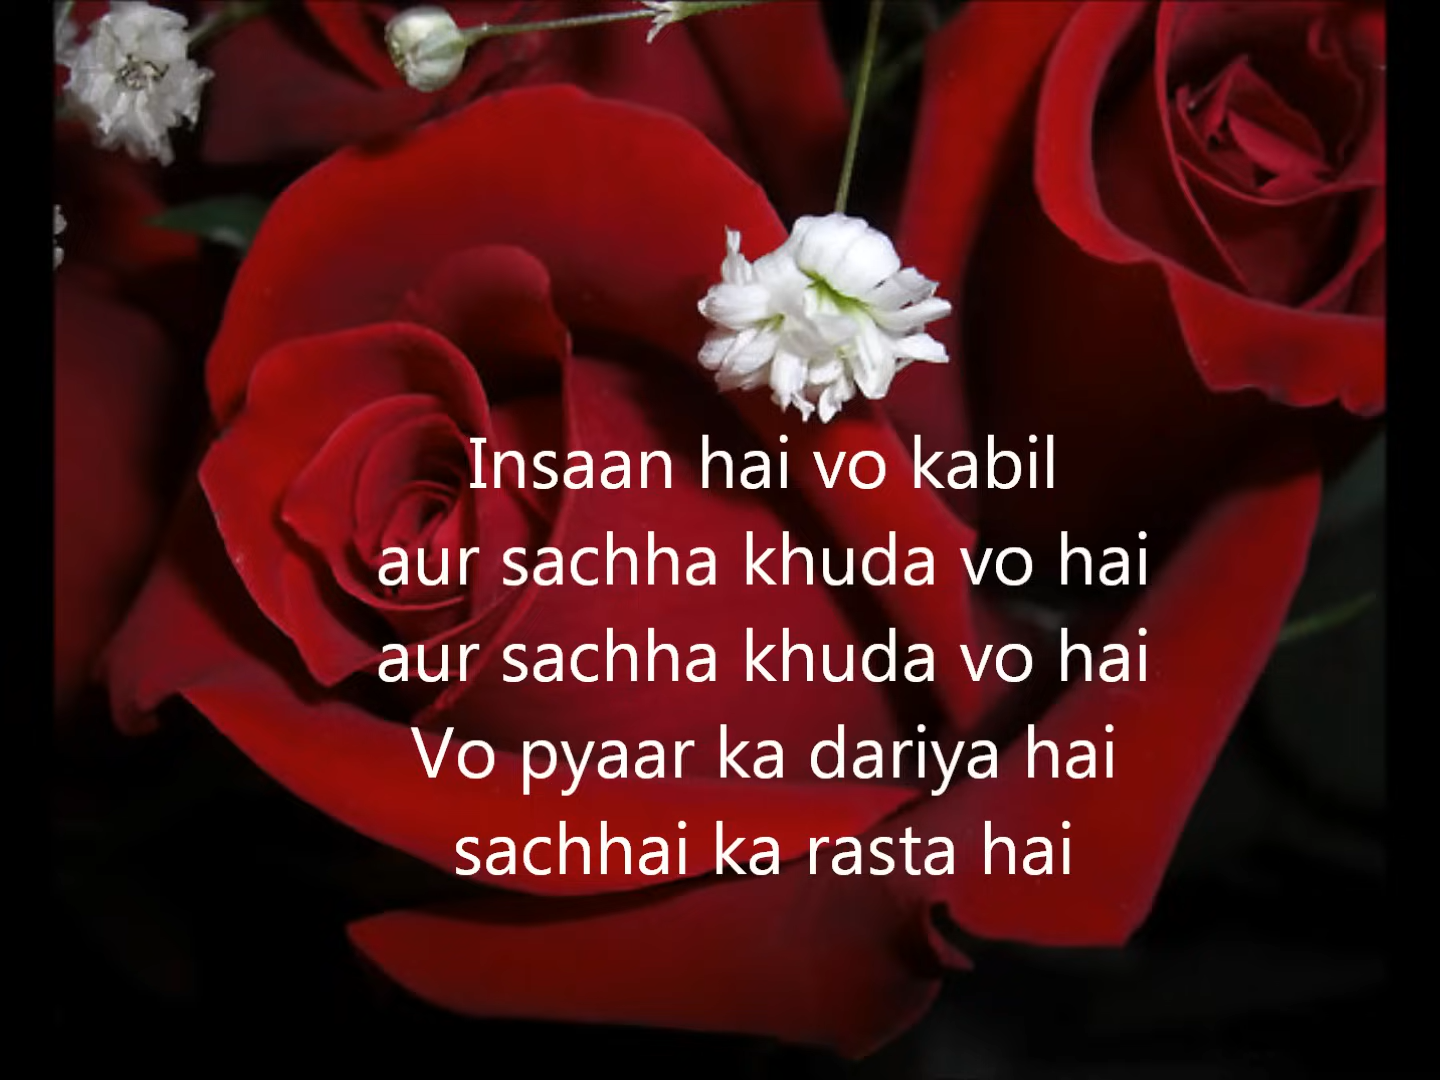 Insaan hai vo kabil
aur sachha khuda vo hai
aur sachha khuda vo hai
Vo pyaar ka dariya hai
sachhai ka rasta hai